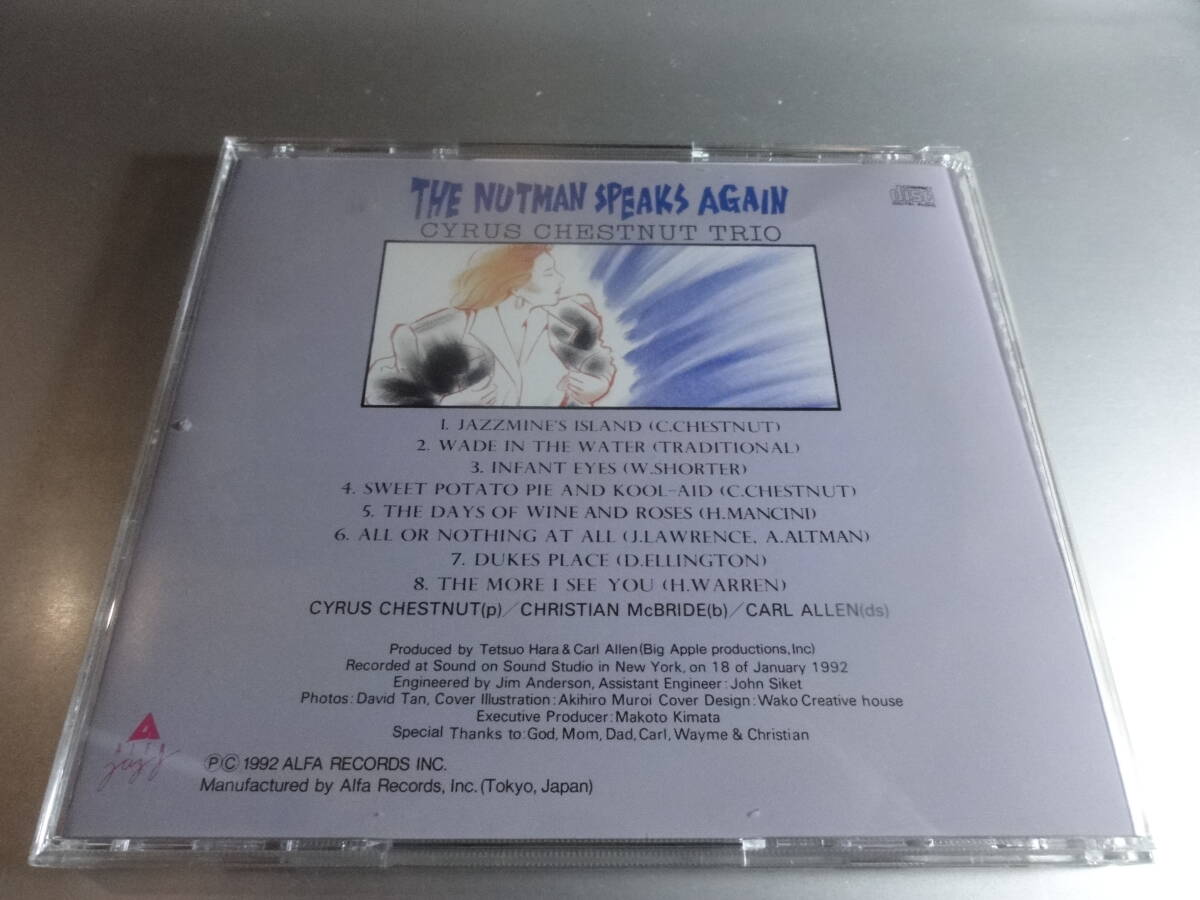 THE NUTMAN SPEAKS AGAIN
CYRUS CHESTNUT TRIO
disc
DIGITAL AUDIO
1. JAZZMINE'S ISLAND (C.CHESTNUT)
2. WADE IN THE WATER (TRADITIONAL)
3. INFANT EYES (W.SHORTER)
4. SWEET POTATO PIE AND KOOL-AID (C.CHESTNUT)
5. THE DAYS OF WINE AND ROSES (H.MANCINI)
6. ALL OR NOTHING AT ALL (J.LAWRENCE, A.ALTMAN)
7. DUKES PLACE (D.ELLINGTON)
8. THE MORE I SEE YOU (H.WARREN)
CYRUS CHESTNUT(p)/CHRISTIAN McBRIDE(b)/CARL ALLEN(ds)
Produced by Tetsuo Hara & Carl Allen(Big Apple productions, Inc)
Recorded at Sound on Sound Studio in New York, on 18 of January 1992
Engineered by Jim Anderson, Assistant Engineer: John Siket
Photos: David Tan, Cover Illustration: Akihiro Muroi Cover Design: Wako Creative house
Executive Producer: Makoto Kimata
Special Thanks to: God, Mom, Dad, Carl, Wayme & Christian
ALFA
jazz
ⓅⒸ 1992 ALFA RECORDS INC.
Manufactured by Alfa Records, Inc. (Tokyo, Japan)